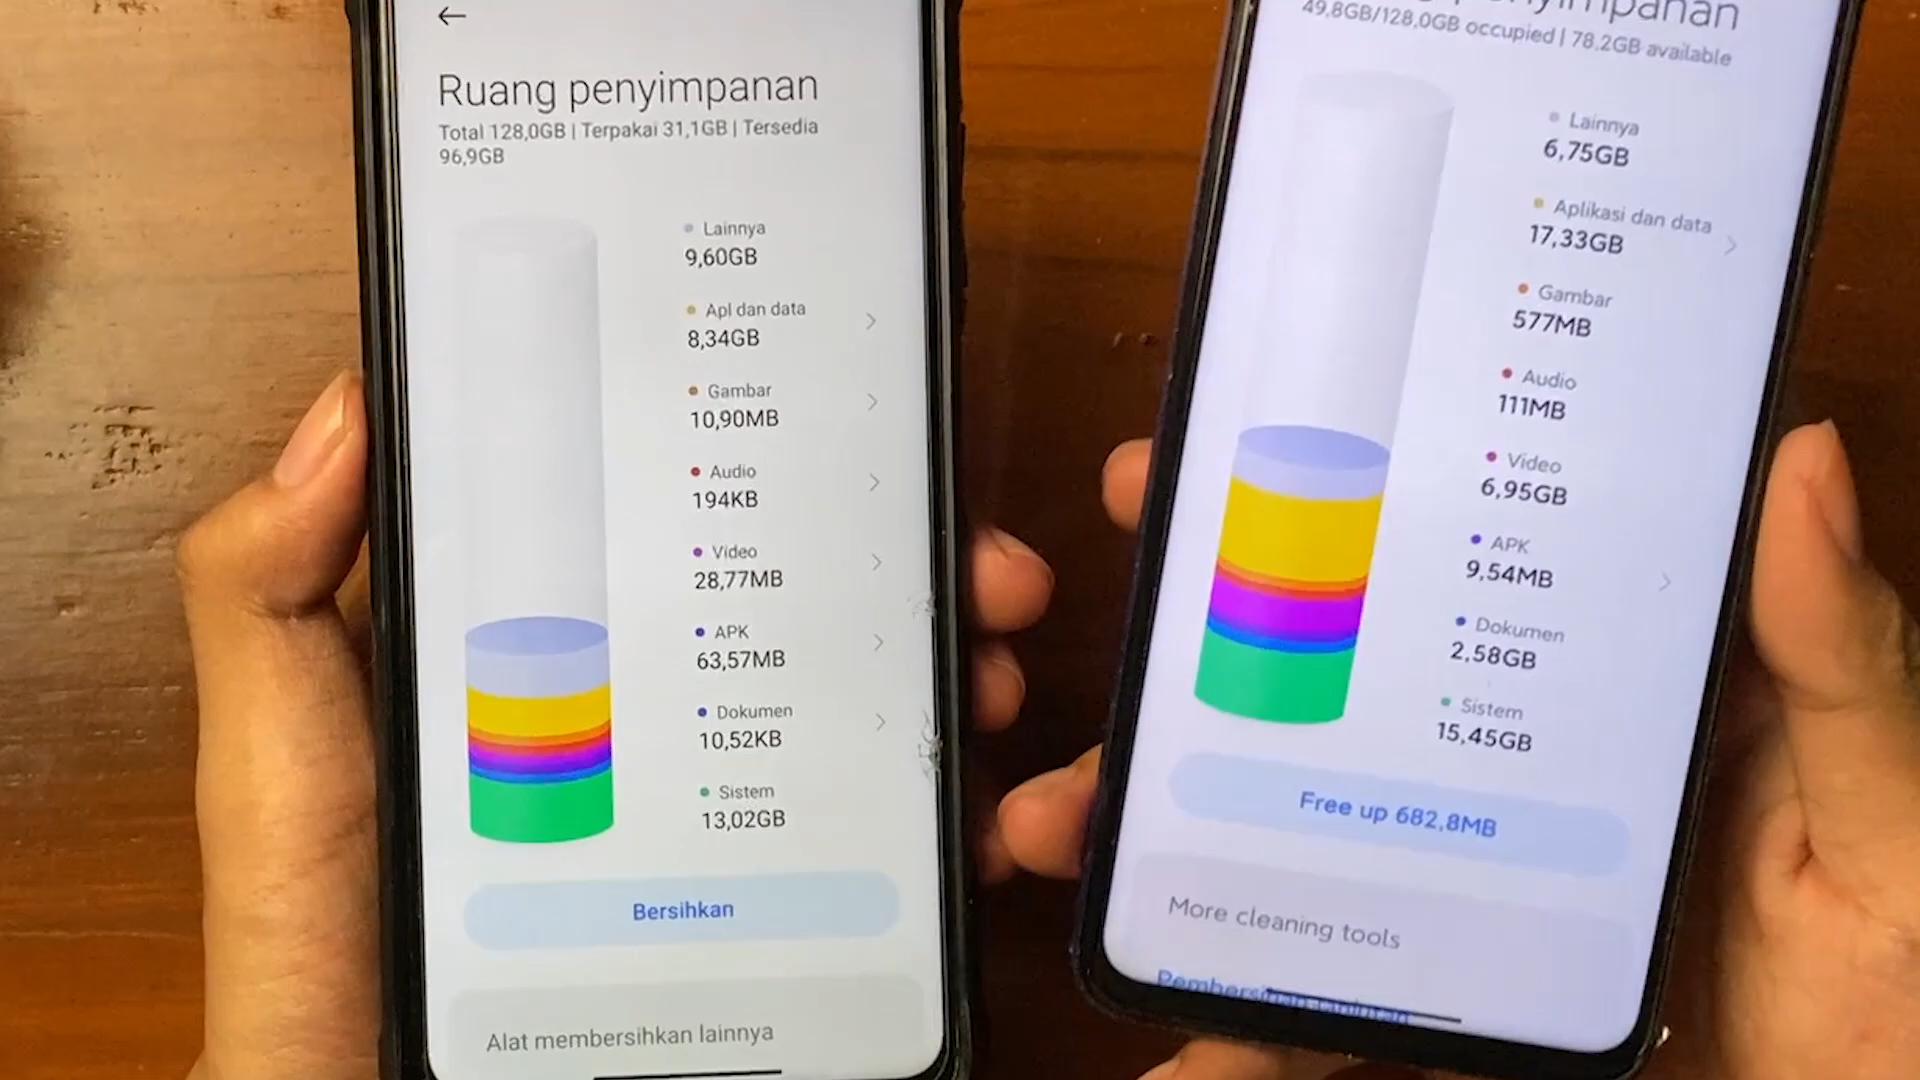 Ruang penyimpanan
Total 128,0GB | Terpakai 31,1GB | Tersedia
96,9GB
Lainnya
9,60GB
Apl dan data
8,34GB
Gambar
10,90MB
Audio
194KB
Video
28,77MB
APK
63,57MB
Dokumen
10,52KB
Sistem
13,02GB
Bersihkan
Alat membersihkan lainnya
penyimpanan
49,8GB/128,0GB occupied | 78,2GB available
Lainnya
6,75GB
Aplikasi dan data
17,33GB
Gambar
577MB
Audio
111MB
Video
6,95GB
APK
9,54MB
Dokumen
2,58GB
Sistem
15,45GB
Free up 682,8MB
More cleaning tools